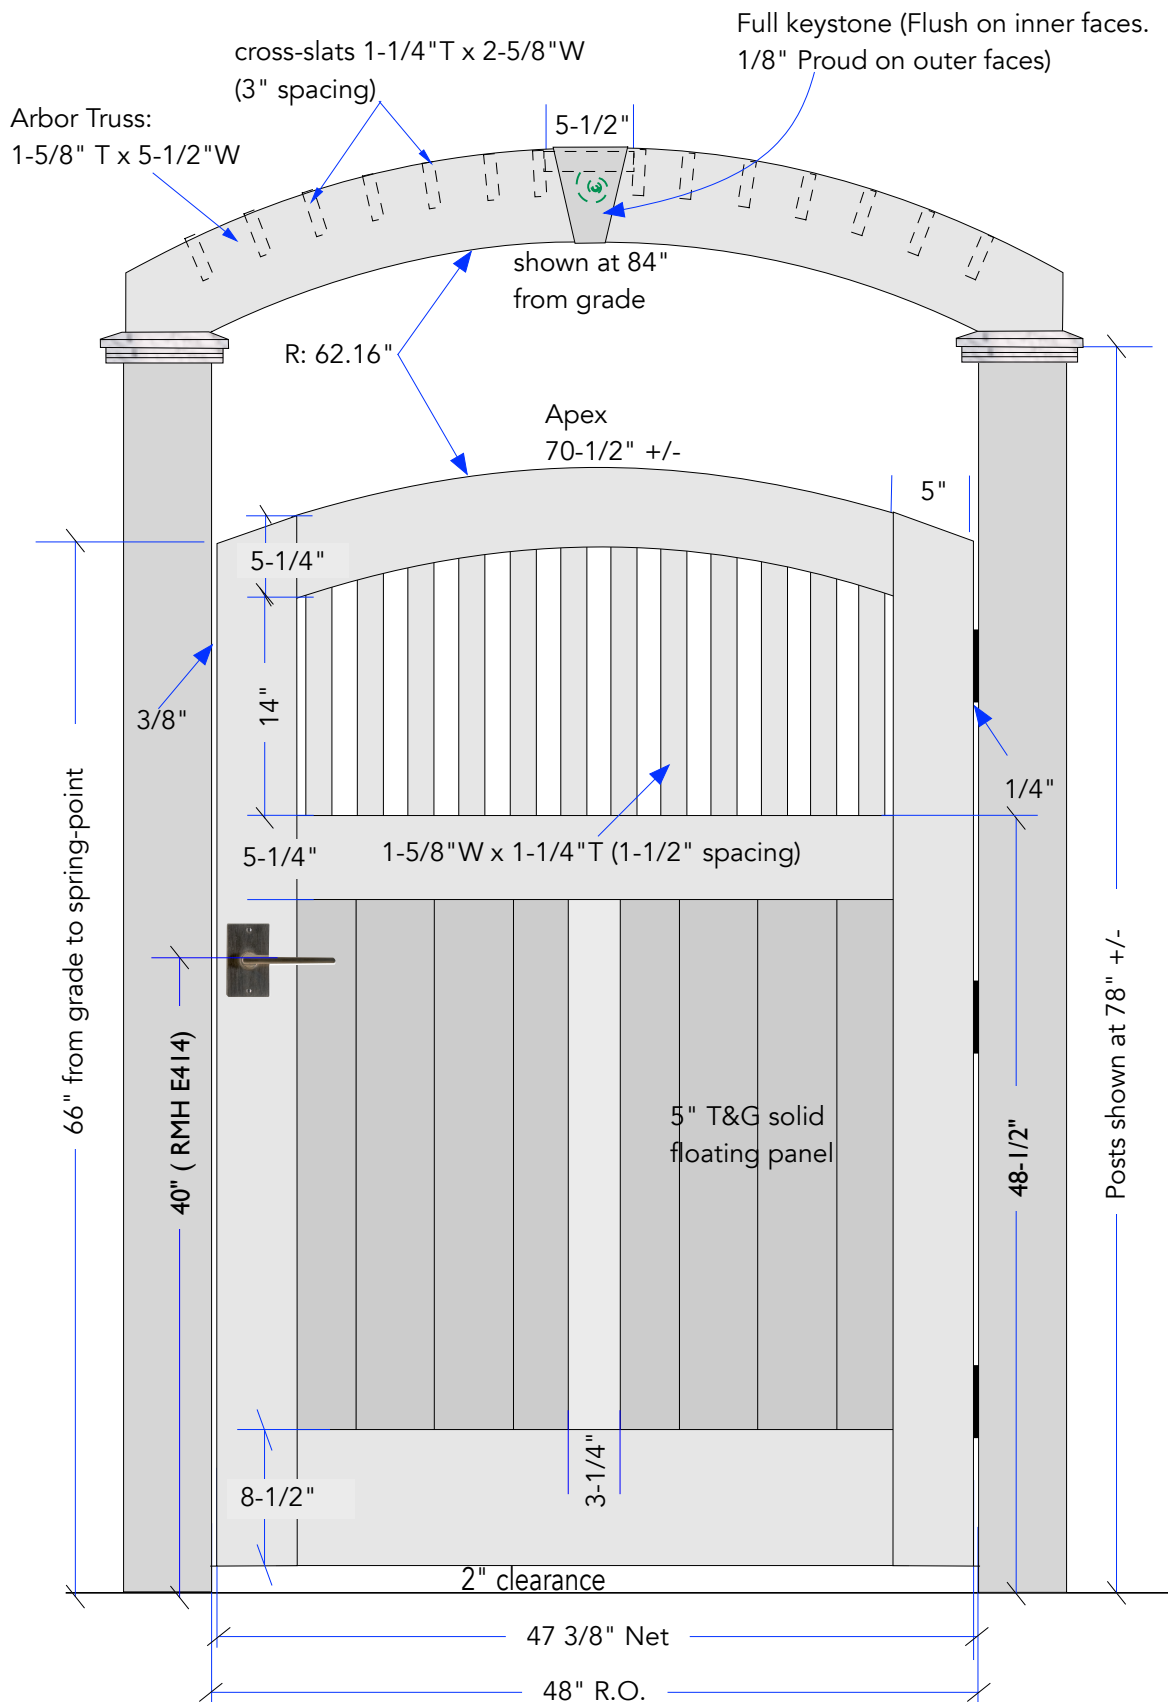 Full keystone (Flush on inner faces.
1/8" Proud on outer faces)
cross-slats 1-1/4"T x 2-5/8"W
(3" spacing)
Arbor Truss:
1-5/8" T x 5-1/2"W
5-1/2"
shown at 84"
from grade
R: 62.16"
Apex
70-1/2" +/-
5"
5-1/4"
14"
3/8"
1/4"
5-1/4"
1-5/8"W x 1-1/4"T (1-1/2" spacing)
66" from grade to spring-point
40" ( RMH E414)
5" T&G solid
floating panel
48-1/2"
Posts shown at 78" +/-
8-1/2"
3-1/4"
2" clearance
47 3/8" Net
48" R.O.